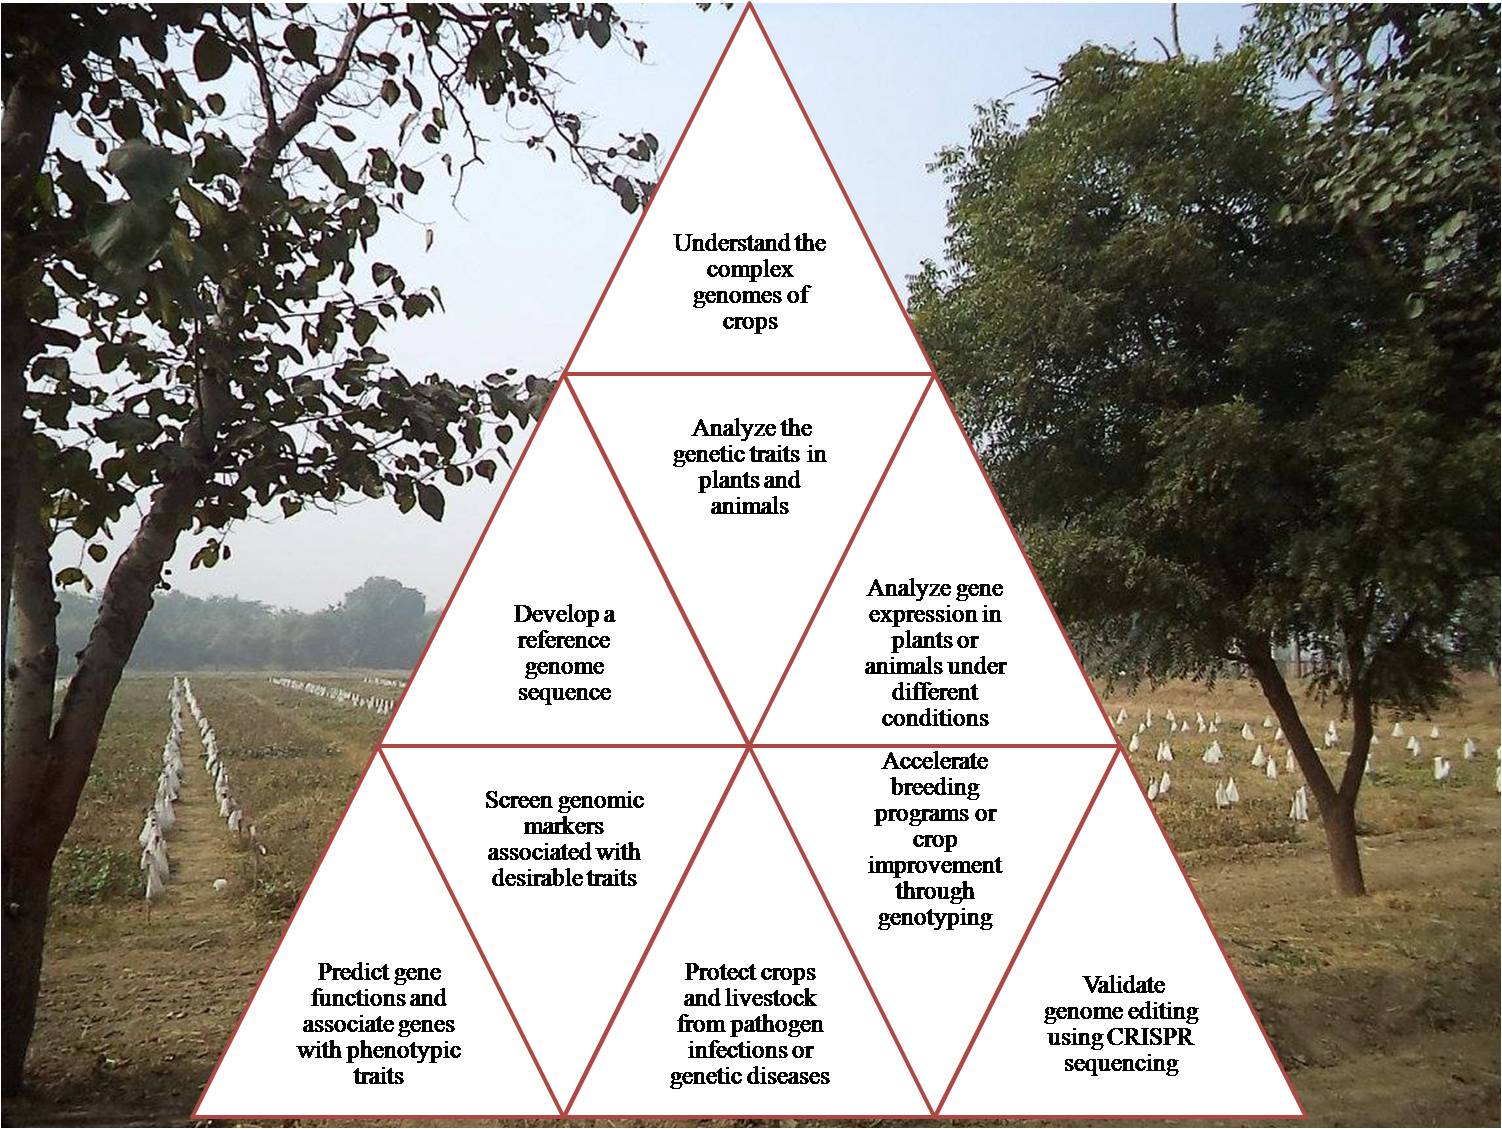 Understand the
complex
genomes of
crops
Analyze the
genetic traits in
plants and
animals
Develop a
reference
genome
sequence
Analyze gene
expression in
plants or
animals under
different
conditions
Screen genomic
markers
associated with
desirable traits
Accelerate
breeding
programs or
crop
improvement
through
genotyping
Predict gene
functions and
associate genes
with phenotypic
traits
Protect crops
and livestock
from pathogen
infections or
genetic diseases
Validate
genome editing
using CRISPR
sequencing